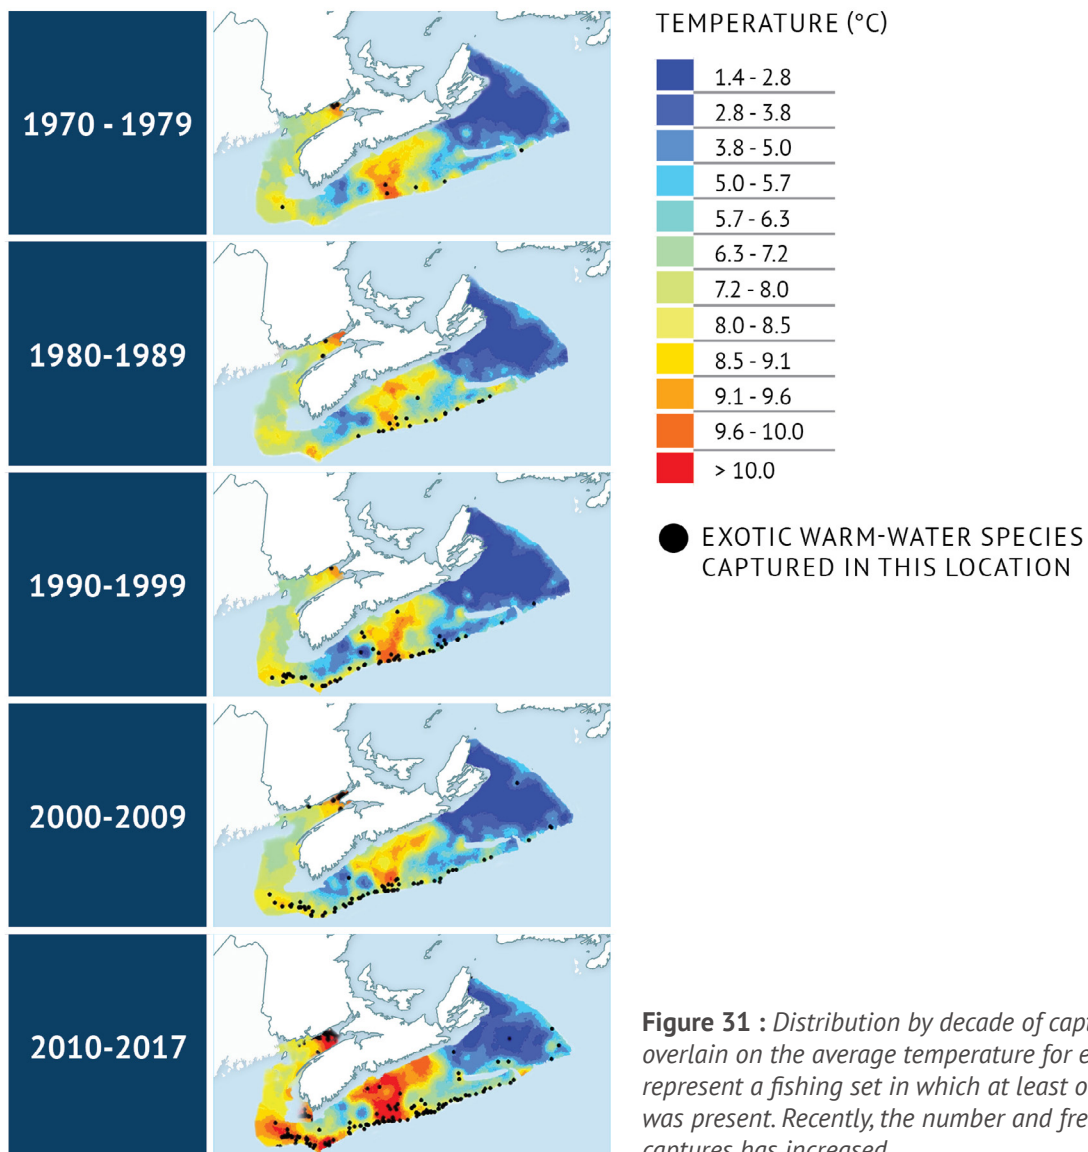 1970 - 1979
1980-1989
1990-1999
2000-2009
2010-2017
TEMPERATURE (°C)
1.4 - 2.8
2.8 - 3.8
3.8 - 5.0
5.0 - 5.7
5.7 - 6.3
6.3 - 7.2
7.2 - 8.0
8.0 - 8.5
8.5 - 9.1
9.1 - 9.6
9.6 - 10.0
> 10.0
EXOTIC WARM-WATER SPECIES
CAPTURED IN THIS LOCATION
Figure 31 : Distribution by decade of
overlain on the average temperature for
represent a fishing set in which at least
was present. Recently, the number and
captures has increased